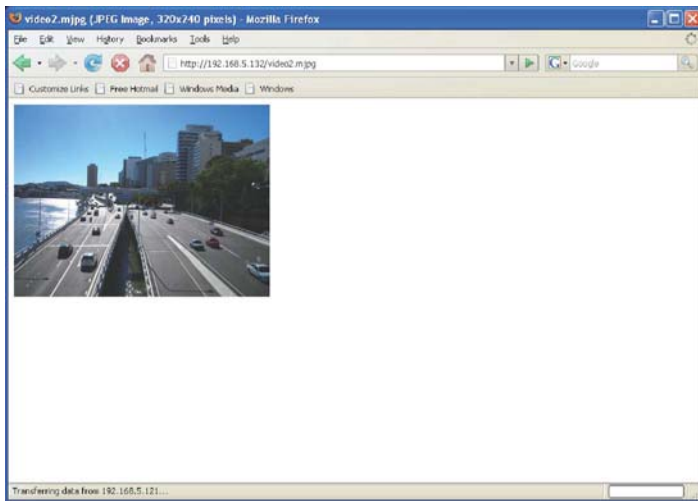 video2.mjpg (JPEG Image, 320x240 pixels) - Mozilla Firefox
File Edit View History Bookmarks Tools Help
http://192.168.5.132/video2.mjpg
Google
Customize Links Free Hotmail Windows Media Windows
Transferring data from 192.168.5.121...